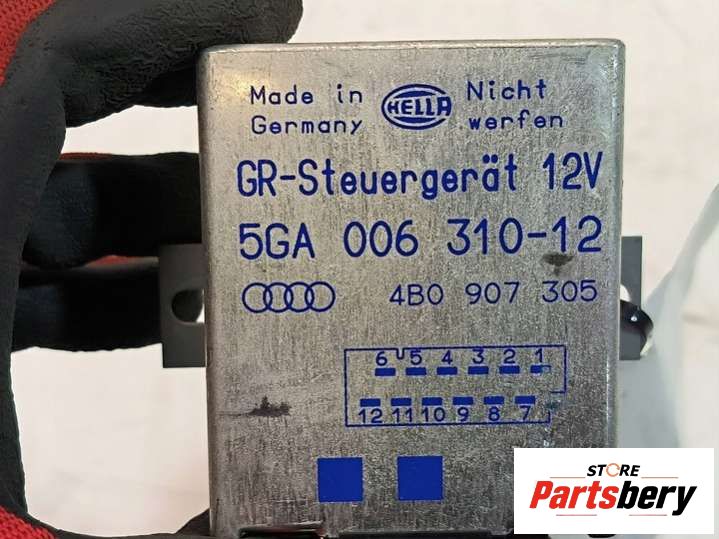 Made in HELLA Nicht
Germany werfen
GR-Steuergerät 12V
5GA 006 310-12
4B0 907 305
6 5 4 3 2 1
12 11 10 9 8 7
STORE
Partsbery